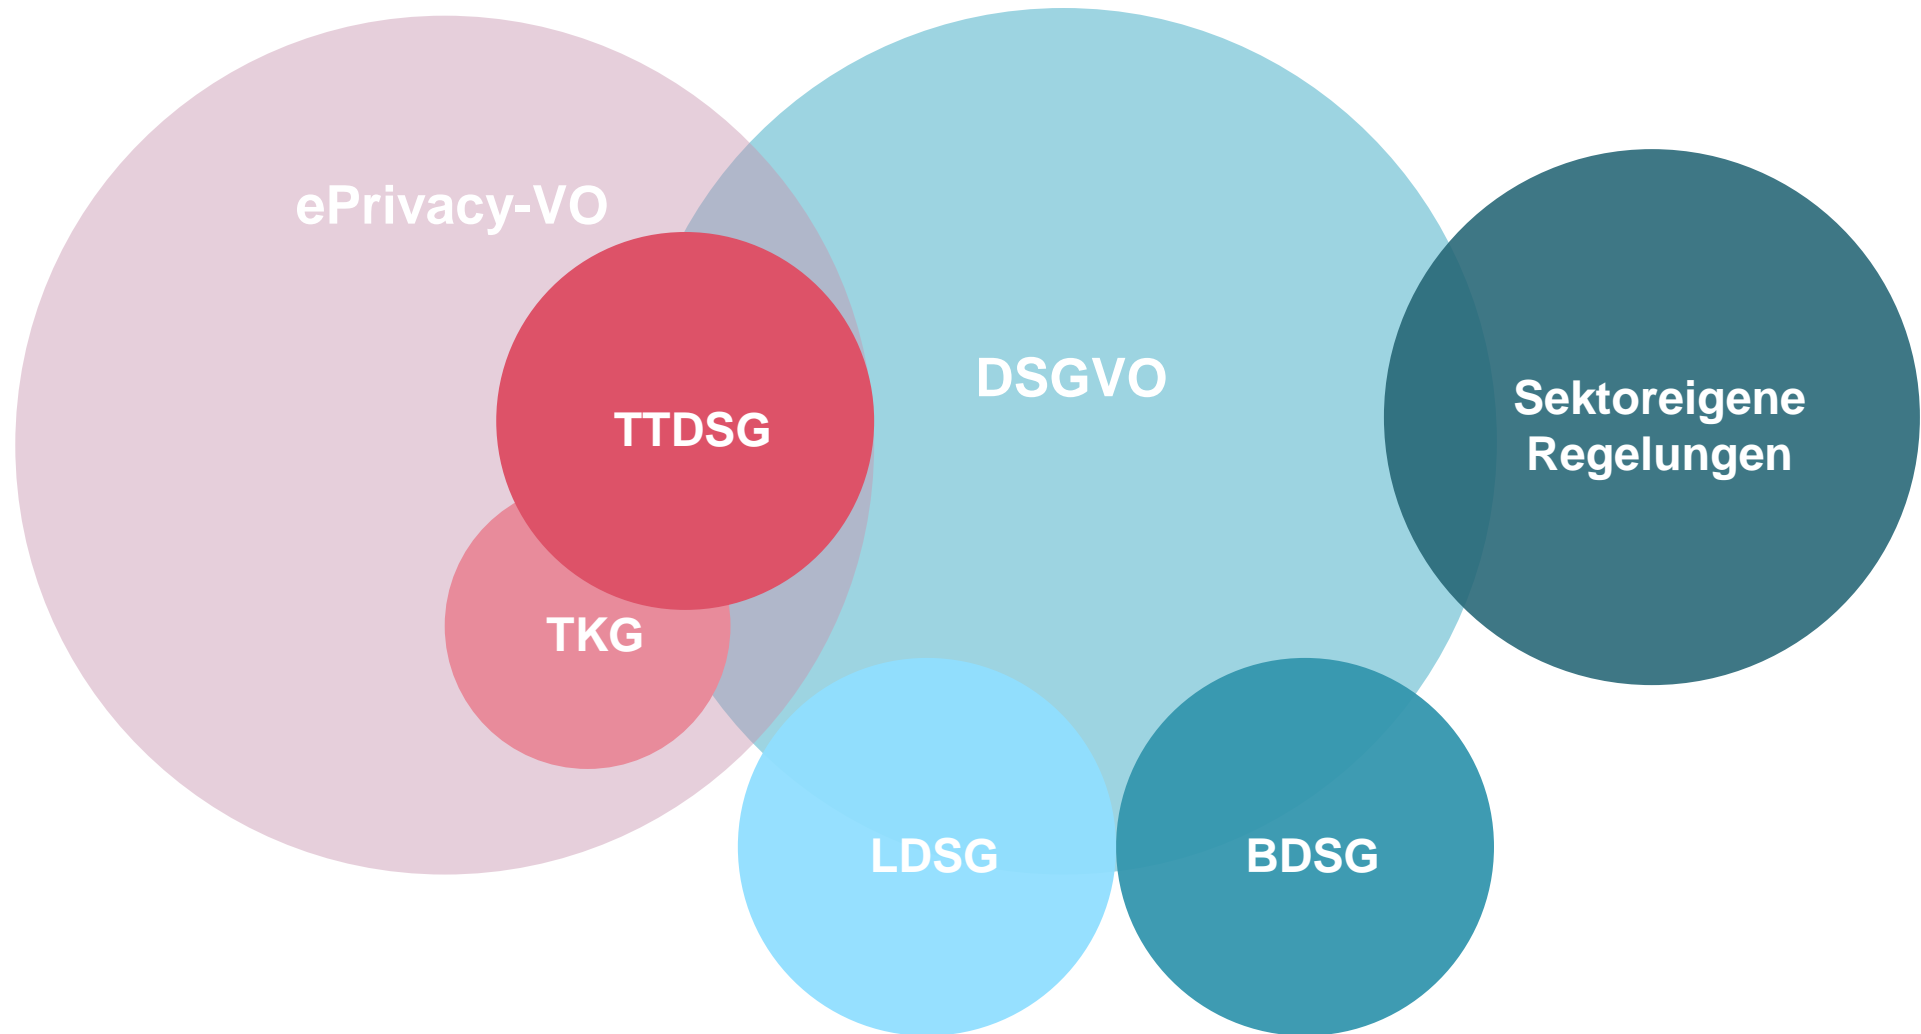 ePrivacy-VO
DSGVO
TTDSG
Sektoreigene
Regelungen
TKG
LDSG
BDSG